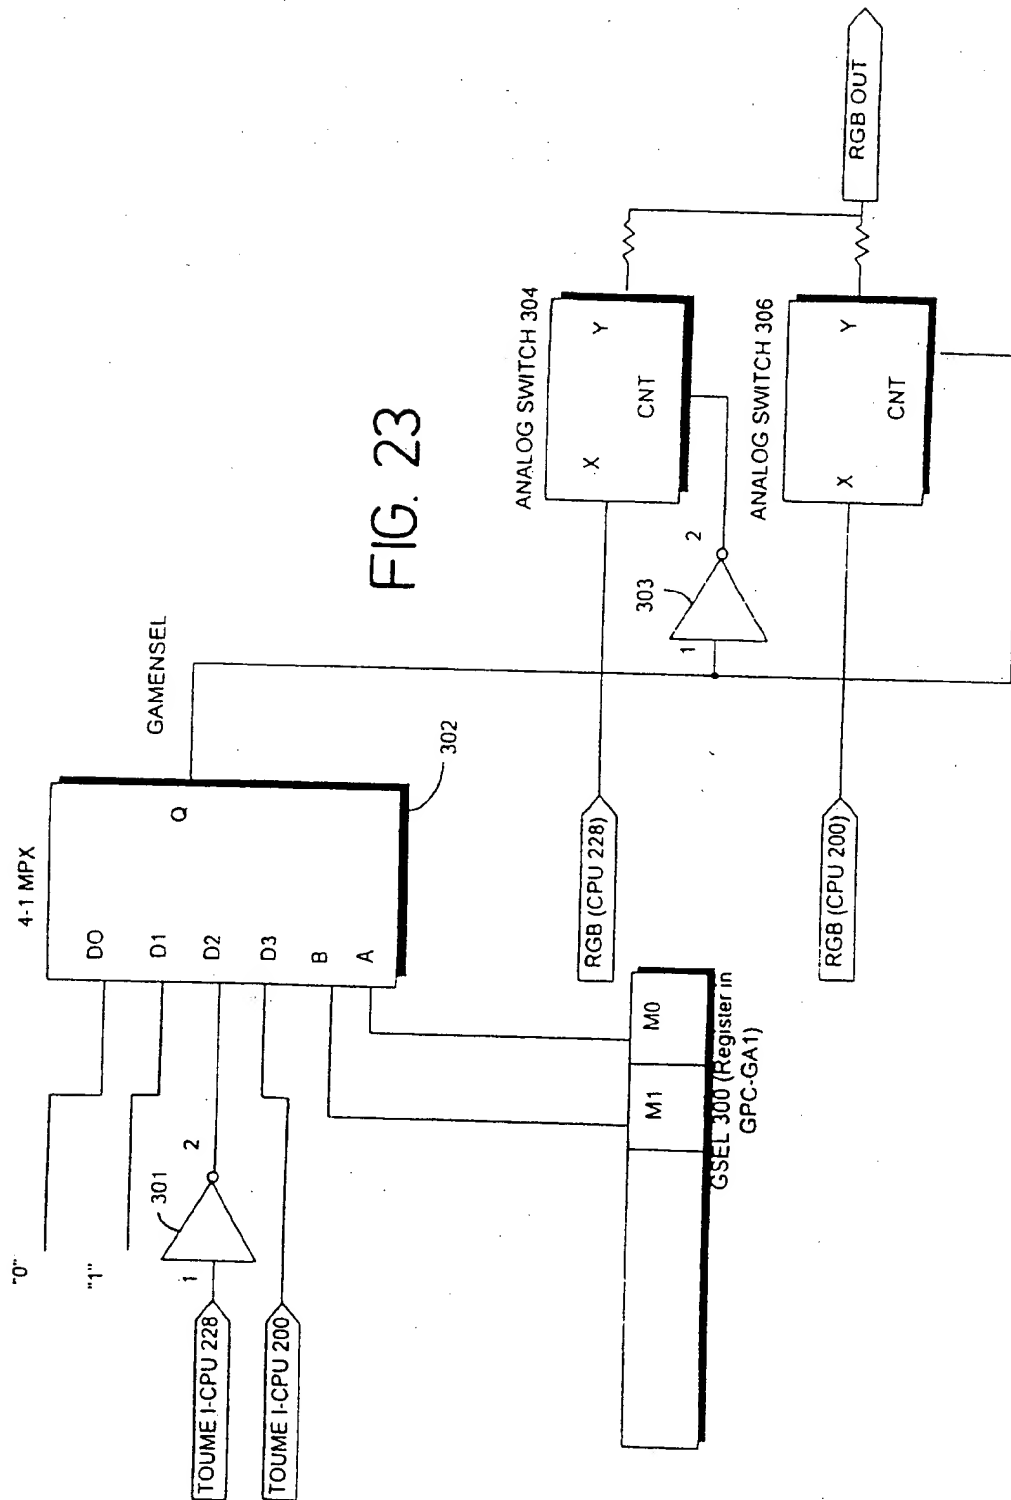 "0"
"1"
TOUME I-CPU 228
TOUME I-CPU 200
1
301
2
4-1 MPX
DO
D1
D2
D3
B
A
Q
302
GAMENSEL
FIG. 23
M1
M0
GSEL 300 (Register in
GPC-GA1)
RGB (CPU 228)
RGB (CPU 200)
1
303
2
ANALOG SWITCH 304
X
Y
CNT
ANALOG SWITCH 306
X
Y
CNT
RGB OUT